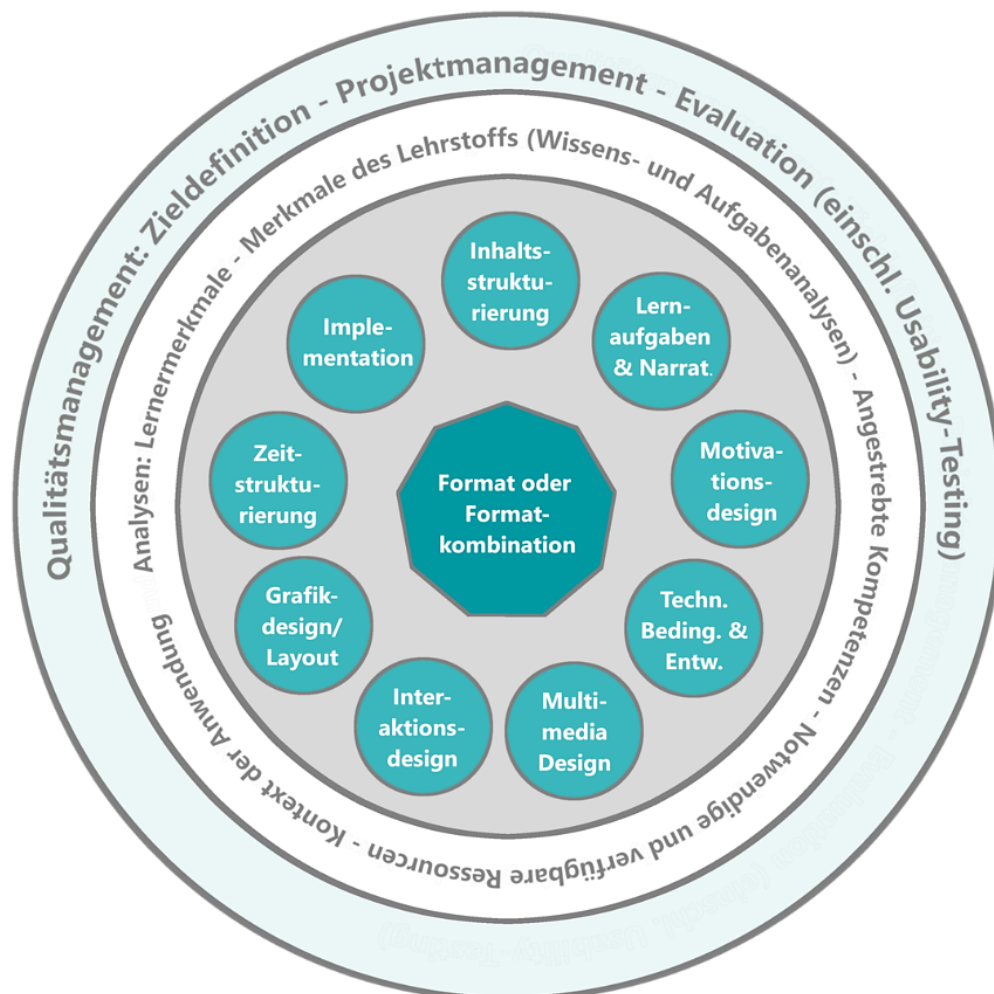 Qualitätsmanagement: Zieldefinition - Projektmanagement - Evaluation (einschl. Usability-Testing)
Analysen: Lernermerkmale - Merkmale des Lehrstoffs (Wissens- und Aufgabenanalysen) - Angestrebte Kompetenzen - Notwendige und verfügbare Ressourcen - Kontext der Anwendung
Inhalts-
struktu-
rierung
Lern-
aufgaben
& Narrat.
Motiva-
tions-
design
Techn.
Beding. &
Entw.
Multi-
media
Design
Inter-
aktions-
design
Grafik-
design/
Layout
Zeit-
struktu-
rierung
Imple-
mentation
Format oder
Format-
kombination